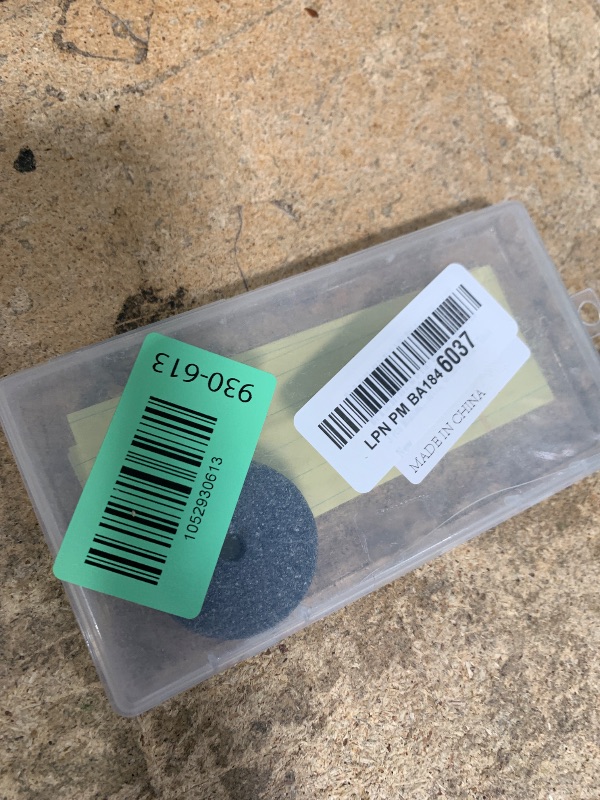 930-613
1052930613
LPN PM BA184 6037
MADE IN CHINA